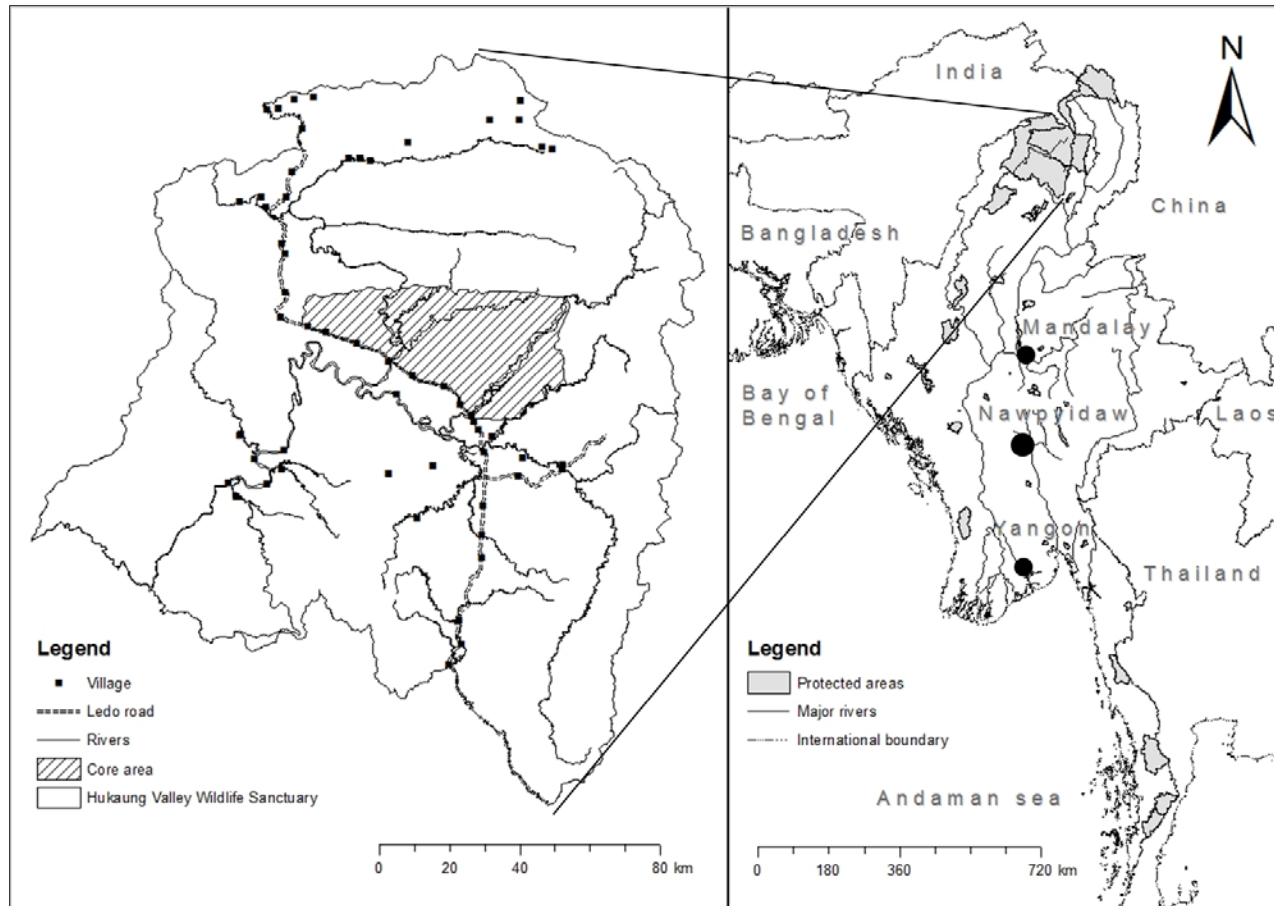 N
India
China
Bangladesh
Mandalay
Bay of
Bengal
Nawpyidaw
Laos
Yangon
Thailand
Andaman sea
Legend
Village
Ledo road
Rivers
Core area
Hukaung Valley Wildlife Sanctuary
0 20 40 80 km
Legend
Protected areas
Major rivers
International boundary
0 180 360 720 km